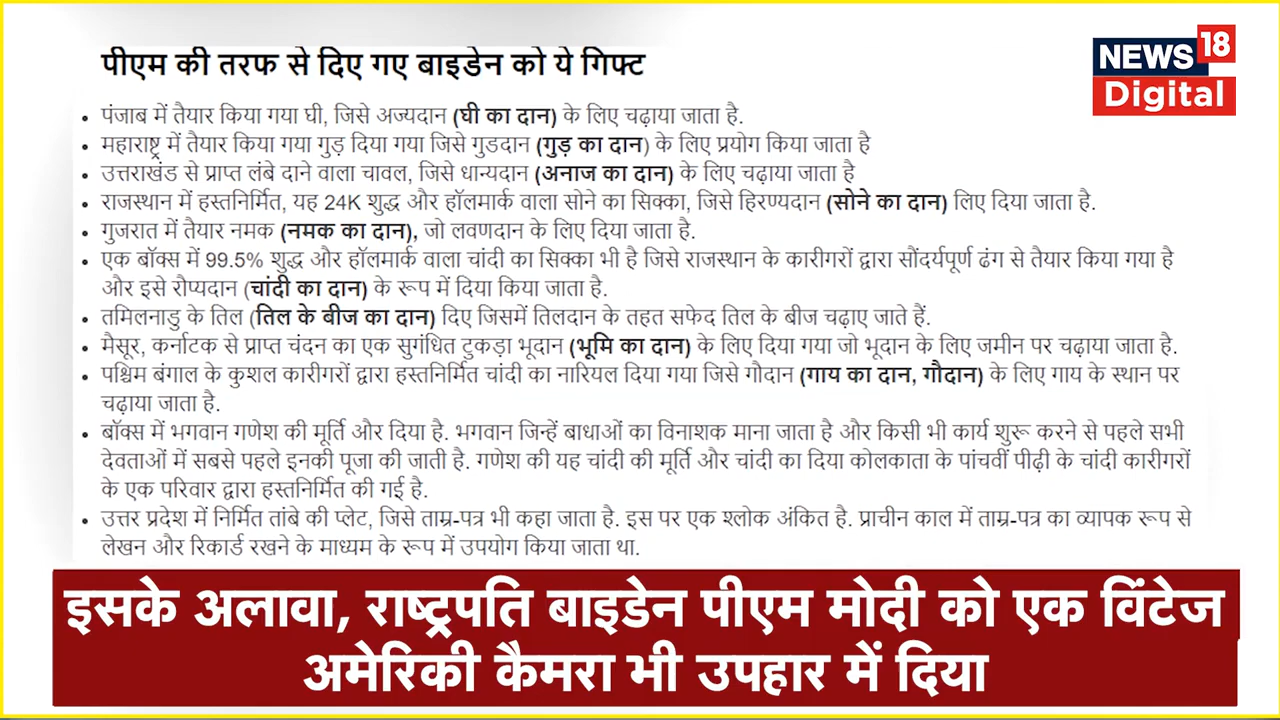 NEWS 18
Digital
पीएम की तरफ से दिए गए बाइडेन को ये गिफ्ट
• पंजाब में तैयार किया गया घी, जिसे अज्यदान (घी का दान) के लिए चढ़ाया जाता है.
• महाराष्ट्र में तैयार किया गया गुड़ दिया गया जिसे गुडदान (गुड़ का दान) के लिए प्रयोग किया जाता है
• उत्तराखंड से प्राप्त लंबे दाने वाला चावल, जिसे धान्यदान (अनाज का दान) के लिए चढ़ाया जाता है
• राजस्थान में हस्तनिर्मित, यह 24K शुद्ध और हॉलमार्क वाला सोने का सिक्का, जिसे हिरण्यदान (सोने का दान) लिए दिया जाता है.
• गुजरात में तैयार नमक (नमक का दान), जो लवणदान के लिए दिया जाता है.
• एक बॉक्स में 99.5% शुद्ध और हॉलमार्क वाला चांदी का सिक्का भी है जिसे राजस्थान के कारीगरों द्वारा सौंदर्यपूर्ण ढंग से तैयार किया गया है
और इसे रौप्यदान (चांदी का दान) के रूप में दिया किया जाता है.
• तमिलनाडु के तिल (तिल के बीज का दान) दिए जिसमें तिलदान के तहत सफेद तिल के बीज चढ़ाए जाते हैं.
• मैसूर, कर्नाटक से प्राप्त चंदन का एक सुगंधित टुकड़ा भूदान (भूमि का दान) के लिए दिया गया जो भूदान के लिए जमीन पर चढ़ाया जाता है.
• पश्चिम बंगाल के कुशल कारीगरों द्वारा हस्तनिर्मित चांदी का नारियल दिया गया जिसे गौदान (गाय का दान, गौदान) के लिए गाय के स्थान पर
चढ़ाया जाता है.
• बॉक्स में भगवान गणेश की मूर्ति और दिया है. भगवान जिन्हें बाधाओं का विनाशक माना जाता है और किसी भी कार्य शुरू करने से पहले सभी
देवताओं में सबसे पहले इनकी पूजा की जाती है. गणेश की यह चांदी की मूर्ति और चांदी का दिया कोलकाता के पांचवीं पीढ़ी के चांदी कारीगरों
के एक परिवार द्वारा हस्तनिर्मित की गई है.
• उत्तर प्रदेश में निर्मित तांबे की प्लेट, जिसे ताम्र-पत्र भी कहा जाता है. इस पर एक श्लोक अंकित है. प्राचीन काल में ताम्र-पत्र का व्यापक रूप से
लेखन और रिकार्ड रखने के माध्यम के रूप में उपयोग किया जाता था.
इसके अलावा, राष्ट्रपति बाइडेन पीएम मोदी को एक विंटेज
अमेरिकी कैमरा भी उपहार में दिया